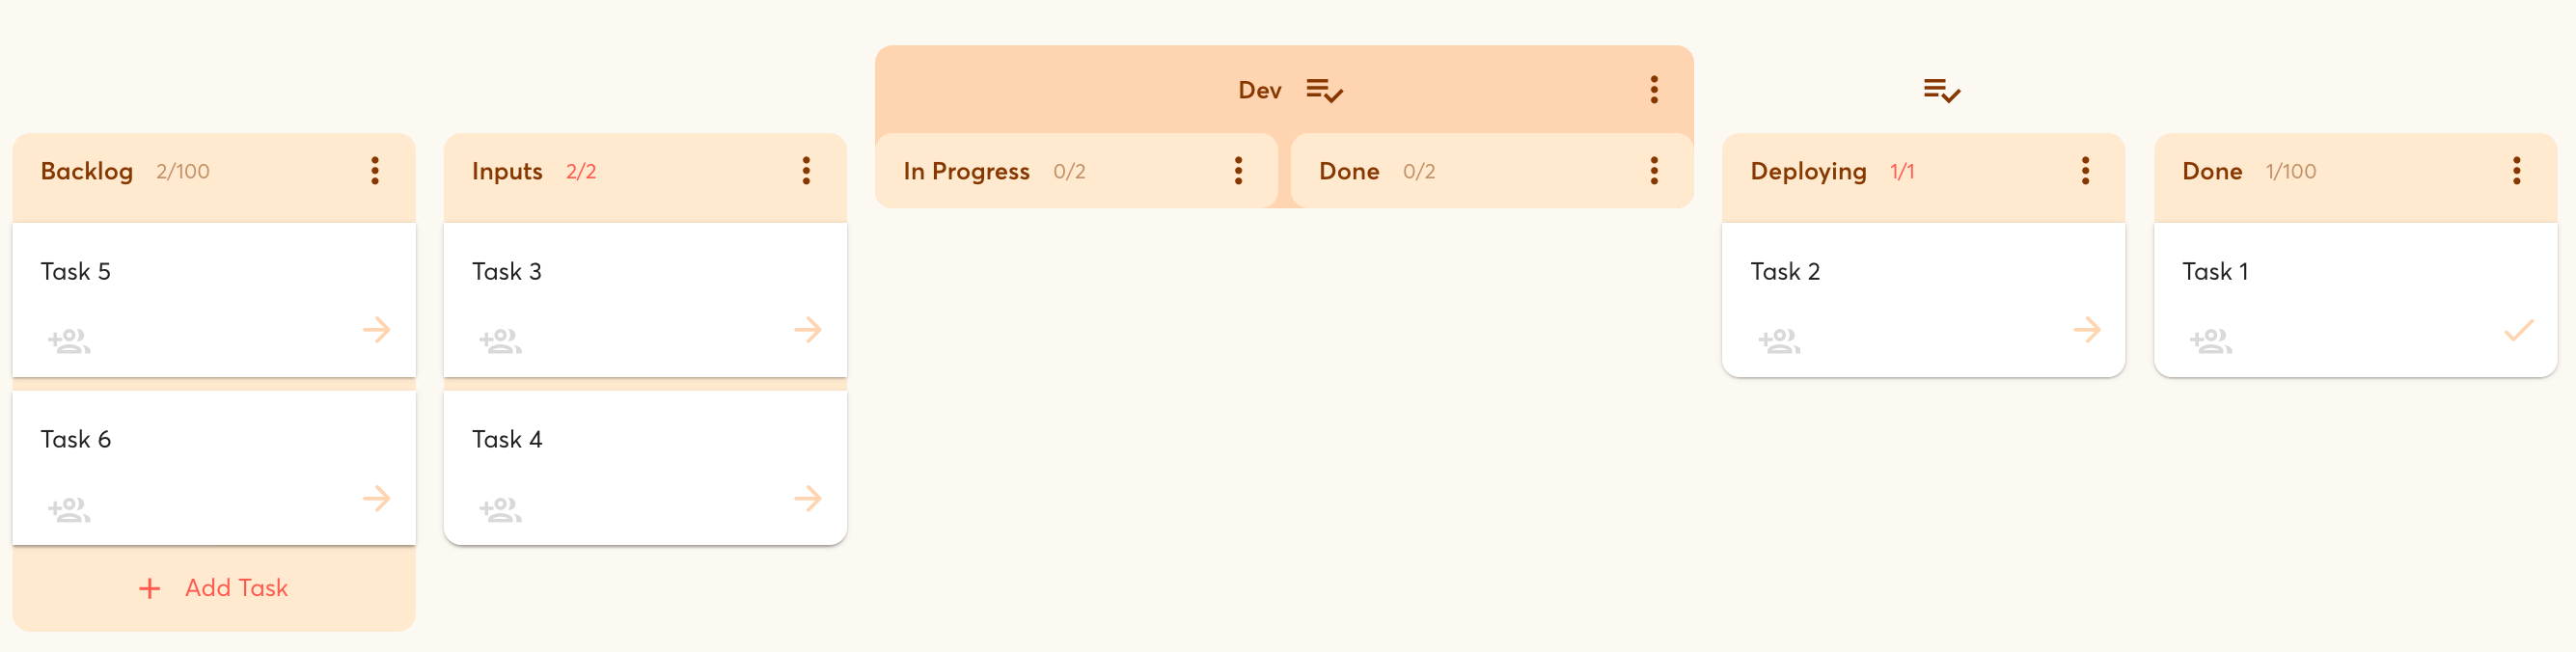 Dev
Backlog 2/100
Inputs 2/2
In Progress 0/2
Done 0/2
Deploying 1/1
Done 1/100
Task 5
Task 3
Task 2
Task 1
Task 6
Task 4
+ Add Task